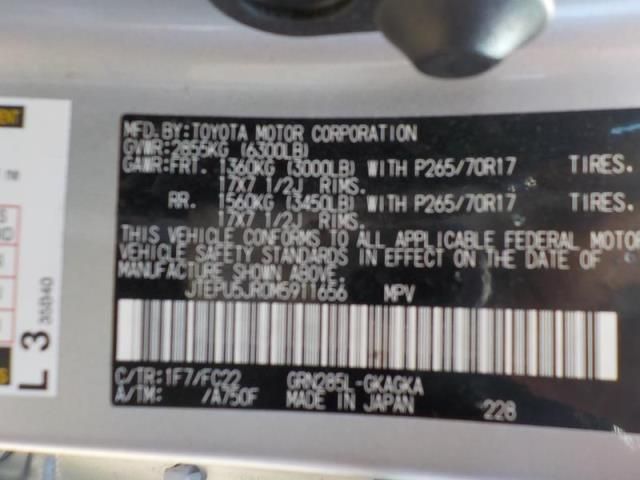 MFD. BY: TOYOTA MOTOR CORPORATION
GVWR: 2855KG (6300LB)
GAWR: FRT. 1360KG (3000LB) WITH P265/70R17 TIRES.
17X7 1/2J RIMS.
RR. 1560KG (3450LB) WITH P265/70R17 TIRES.
17X7 1/2J RIMS.
THIS VEHICLE CONFORMS TO ALL APPLICABLE FEDERAL MOTOR
VEHICLE SAFETY STANDARDS IN EFFECT ON THE DATE OF
MANUFACTURE SHOWN ABOVE.
JTEPU5JR0M5911656 MPV
C/TR: 1F7/FC22 GRN285L-GKAGKA
A/TM: /A750F MADE IN JAPAN 228
L 3 35B40